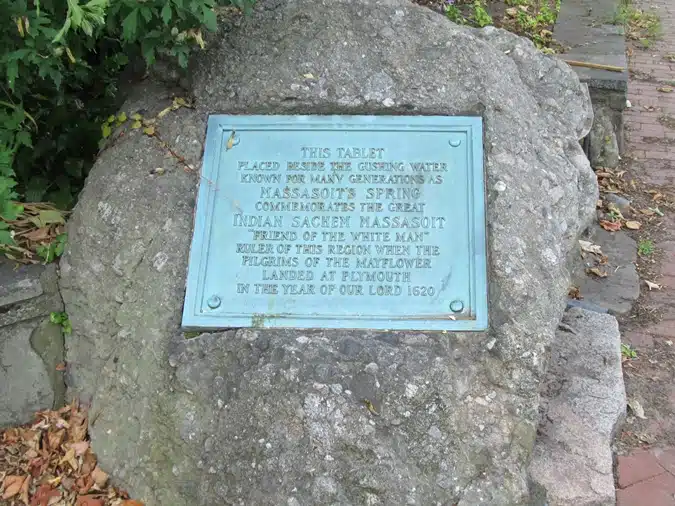 THIS TABLET
PLACED BESIDE THE GUSHING WATER
KNOWN FOR MANY GENERATIONS AS
MASSASOIT'S SPRING
COMMEMORATES THE GREAT
INDIAN SACHEM MASSASOIT
"FRIEND OF THE WHITE MAN"
RULER OF THIS REGION WHEN THE
PILGRIMS OF THE MAYFLOWER
LANDED AT PLYMOUTH
IN THE YEAR OF OUR LORD 1620